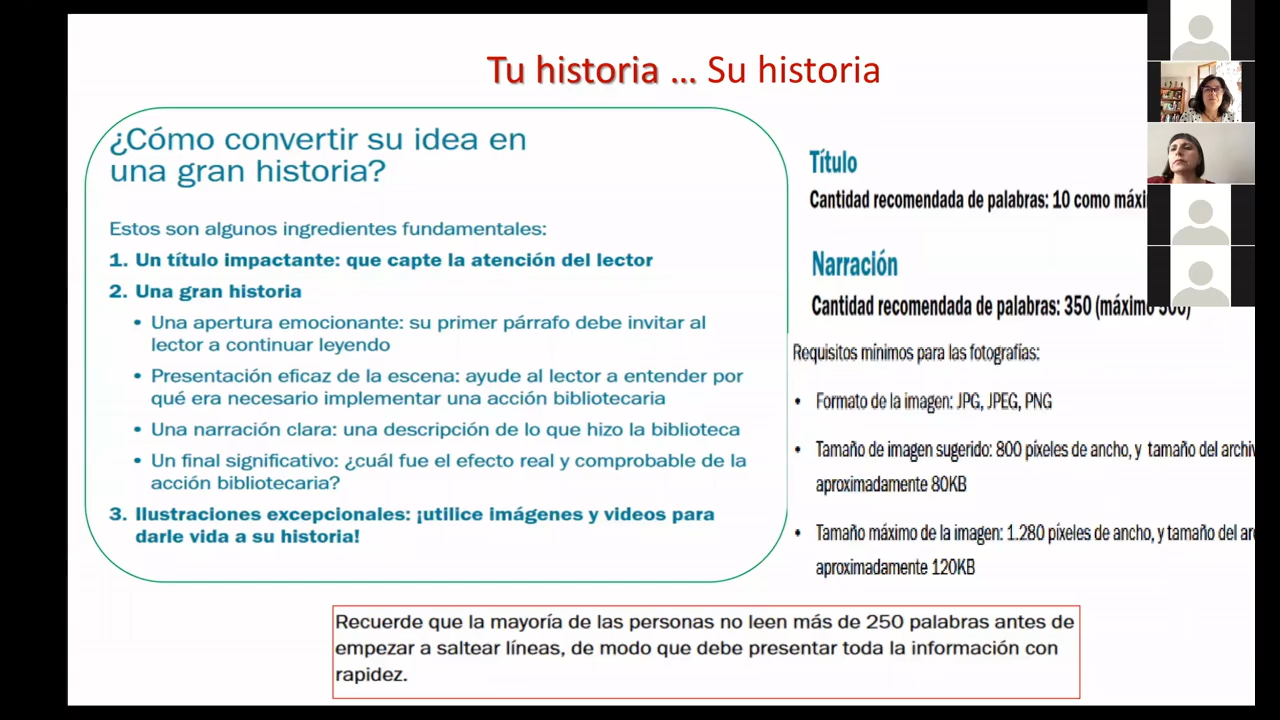 Tu historia ... Su historia
¿Cómo convertir su idea en
una gran historia?
Estos son algunos ingredientes fundamentales:
1. Un título impactante: que capte la atención del lector
2. Una gran historia
• Una apertura emocionante: su primer párrafo debe invitar al
lector a continuar leyendo
• Presentación eficaz de la escena: ayude al lector a entender por
qué era necesario implementar una acción bibliotecaria
• Una narración clara: una descripción de lo que hizo la biblioteca
• Un final significativo: ¿cuál fue el efecto real y comprobable de la
acción bibliotecaria?
3. Ilustraciones excepcionales: ¡utilice imágenes y videos para
darle vida a su historia!
Título
Cantidad recomendada de palabras: 10 como
Narración
Cantidad recomendada de palabras: 350 (máximo
Requisitos mínimos para las fotografías:
• Formato de la imagen: JPG, JPEG, PNG
• Tamaño de imagen sugerido: 800 píxeles de ancho, y tamaño del
aproximadamente 80KB
• Tamaño máximo de la imagen: 1.280 píxeles de ancho, y tamaño del
aproximadamente 120KB
Recuerde que la mayoría de las personas no leen más de 250 palabras antes de
empezar a saltear líneas, de modo que debe presentar toda la información con
rapidez.